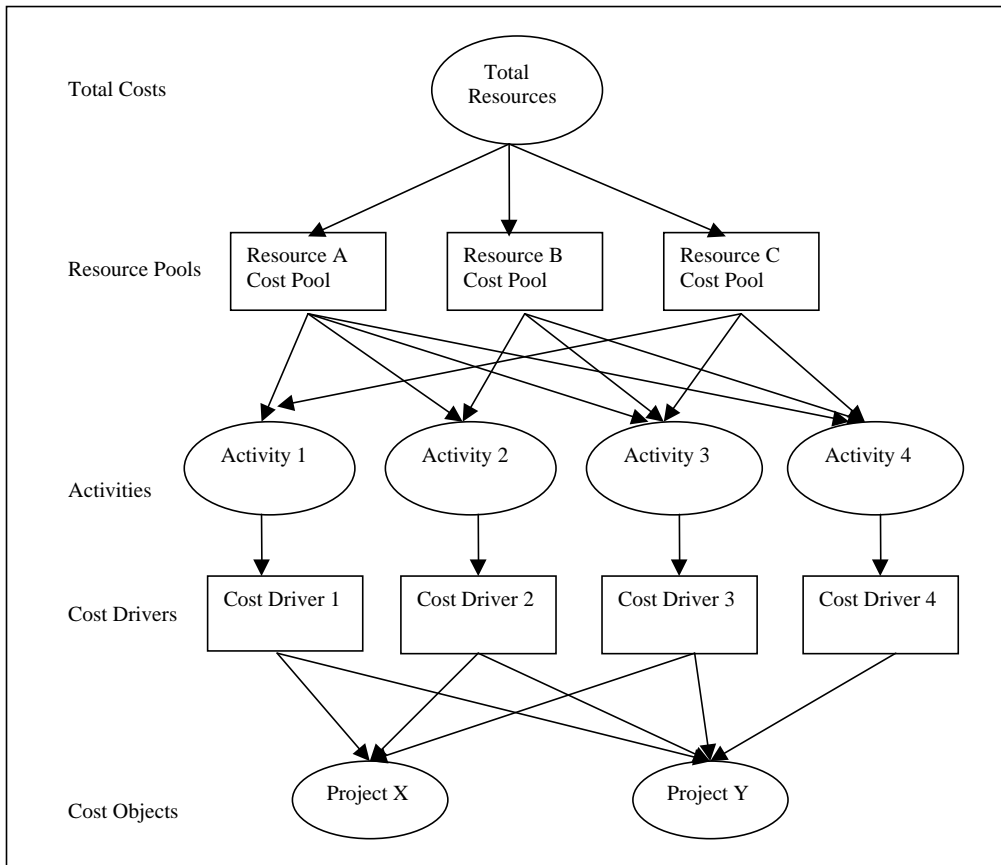 Total Costs
Total
Resources
Resource Pools
Resource A
Cost Pool
Resource B
Cost Pool
Resource C
Cost Pool
Activities
Activity 1
Activity 2
Activity 3
Activity 4
Cost Drivers
Cost Driver 1
Cost Driver 2
Cost Driver 3
Cost Driver 4
Cost Objects
Project X
Project Y